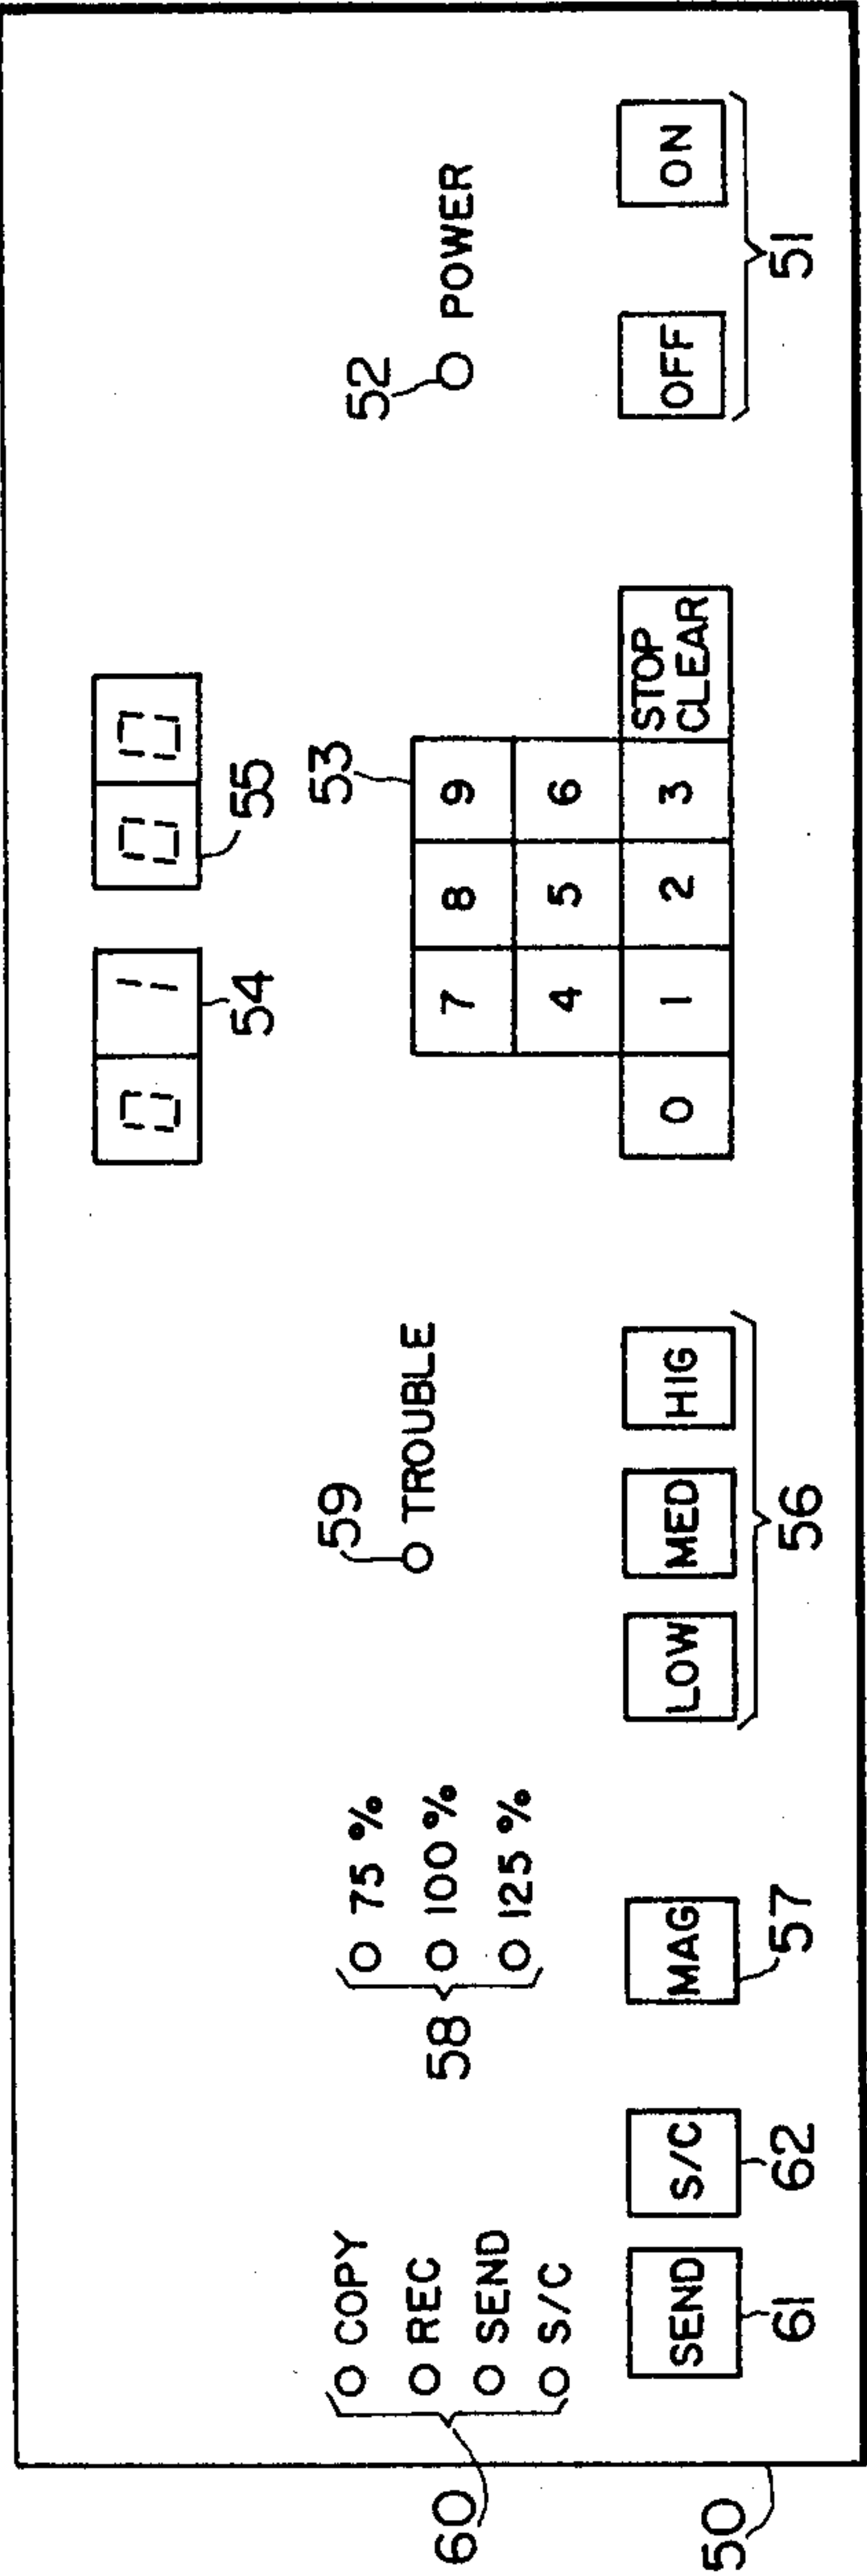 01
00
54
55
60
COPY
REC
SEND
S/C
58
75 %
100 %
125 %
59
TROUBLE
53
7 8 9
4 5 6
0 1 2 3 STOP CLEAR
52
POWER
SEND
S/C
MAG
LOW
MED
HIG
OFF
ON
50
61
62
57
56
51